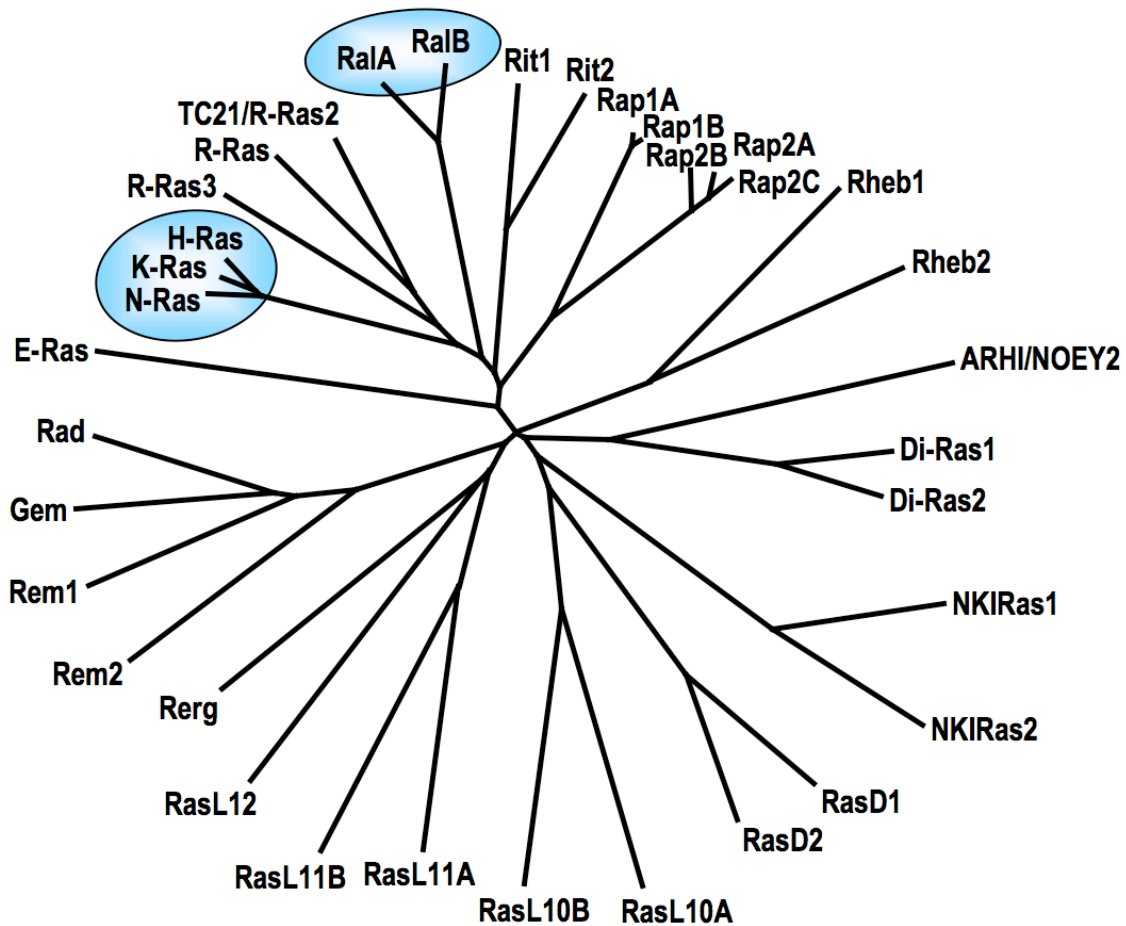 RalB
RalA
Rit1
Rit2
Rap1A
TC21/R-Ras2
Rap1B
R-Ras
Rap2B
Rap2A
R-Ras3
Rap2C
Rheb1
H-Ras
K-Ras
N-Ras
Rheb2
E-Ras
ARHI/NOEY2
Rad
Di-Ras1
Di-Ras2
Gem
Rem1
NKIRas1
Rem2
Rerg
NKIRas2
RasL12
RasD1
RasD2
RasL11B
RasL11A
RasL10B
RasL10A